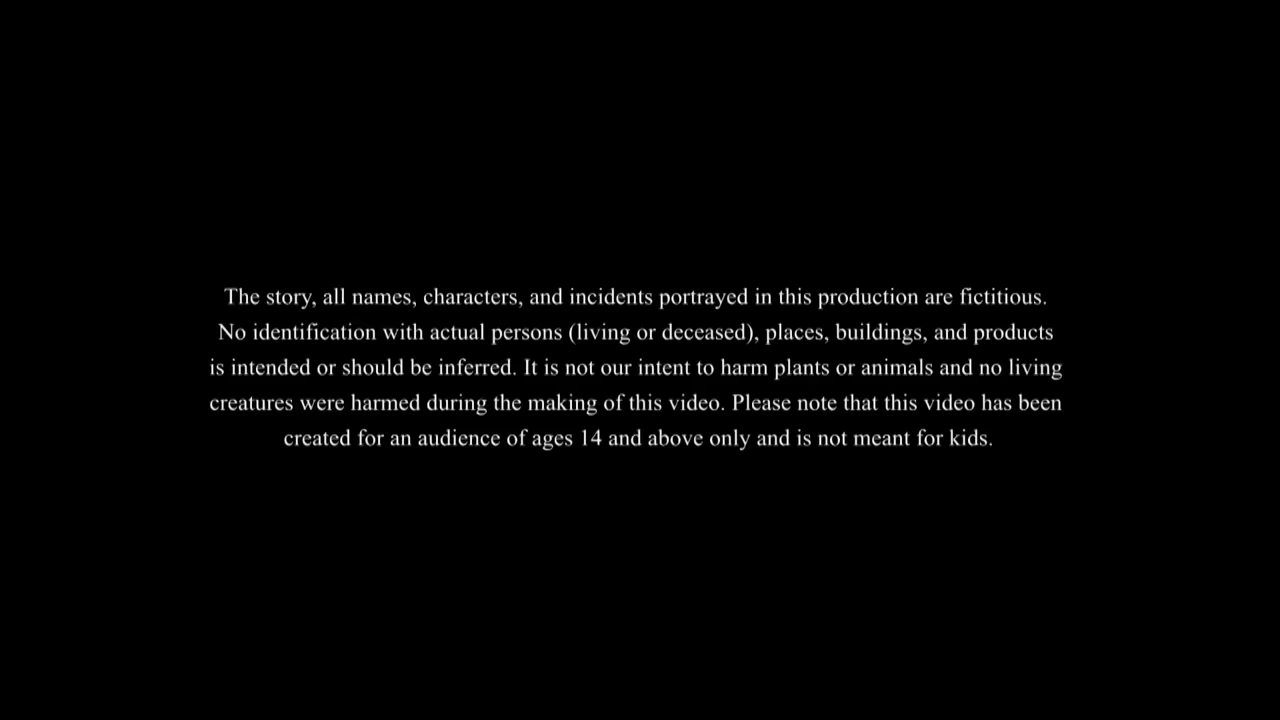 The story, all names, characters, and incidents portrayed in this production are fictitious.
No identification with actual persons (living or deceased), places, buildings, and products
is intended or should be inferred. It is not our intent to harm plants or animals and no living
creatures were harmed during the making of this video. Please note that this video has been
created for an audience of ages 14 and above only and is not meant for kids.